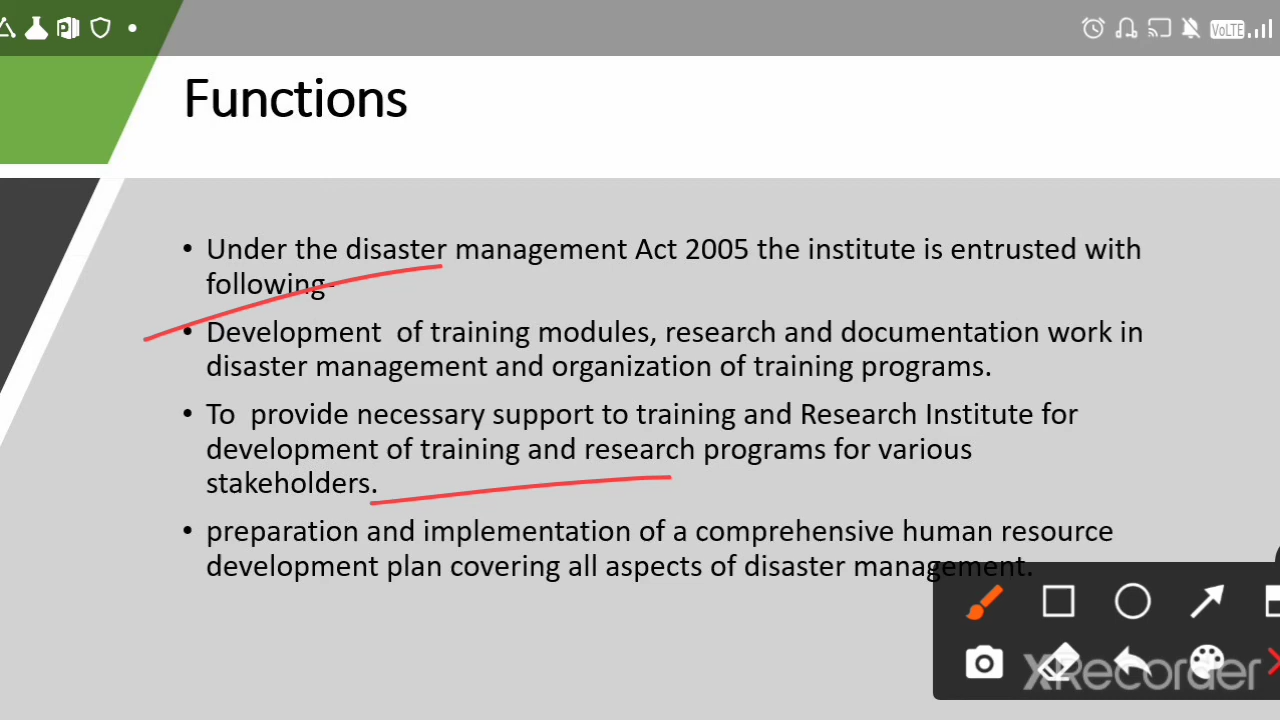 VoLTE
Functions
• Under the disaster management Act 2005 the institute is entrusted with
following-
• Development of training modules, research and documentation work in
disaster management and organization of training programs.
• To provide necessary support to training and Research Institute for
development of training and research programs for various
stakeholders.
• preparation and implementation of a comprehensive human resource
development plan covering all aspects of disaster management.
XRecorder